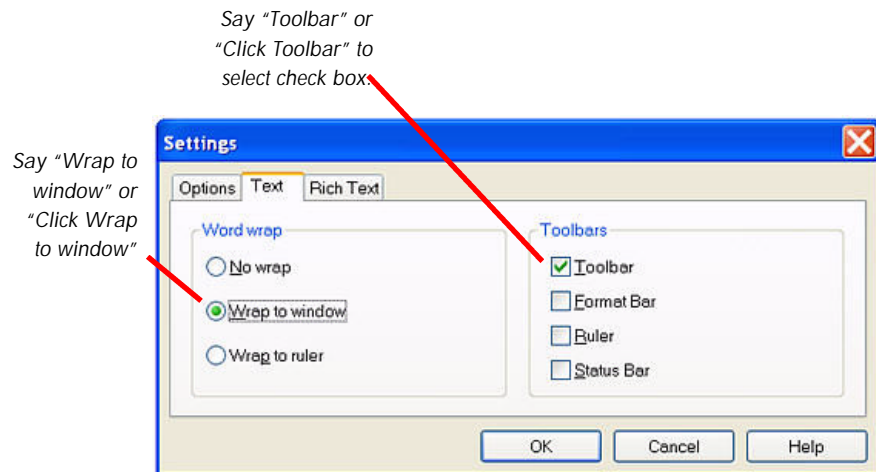 Say “Toolbar” or
“Click Toolbar” to
select check box.
Say “Wrap to
window” or
“Click Wrap
to window”
Settings
Options Text Rich Text
Word wrap
No wrap
Wrap to window
Wrap to ruler
Toolbars
Toolbar
Format Bar
Ruler
Status Bar
OK Cancel Help